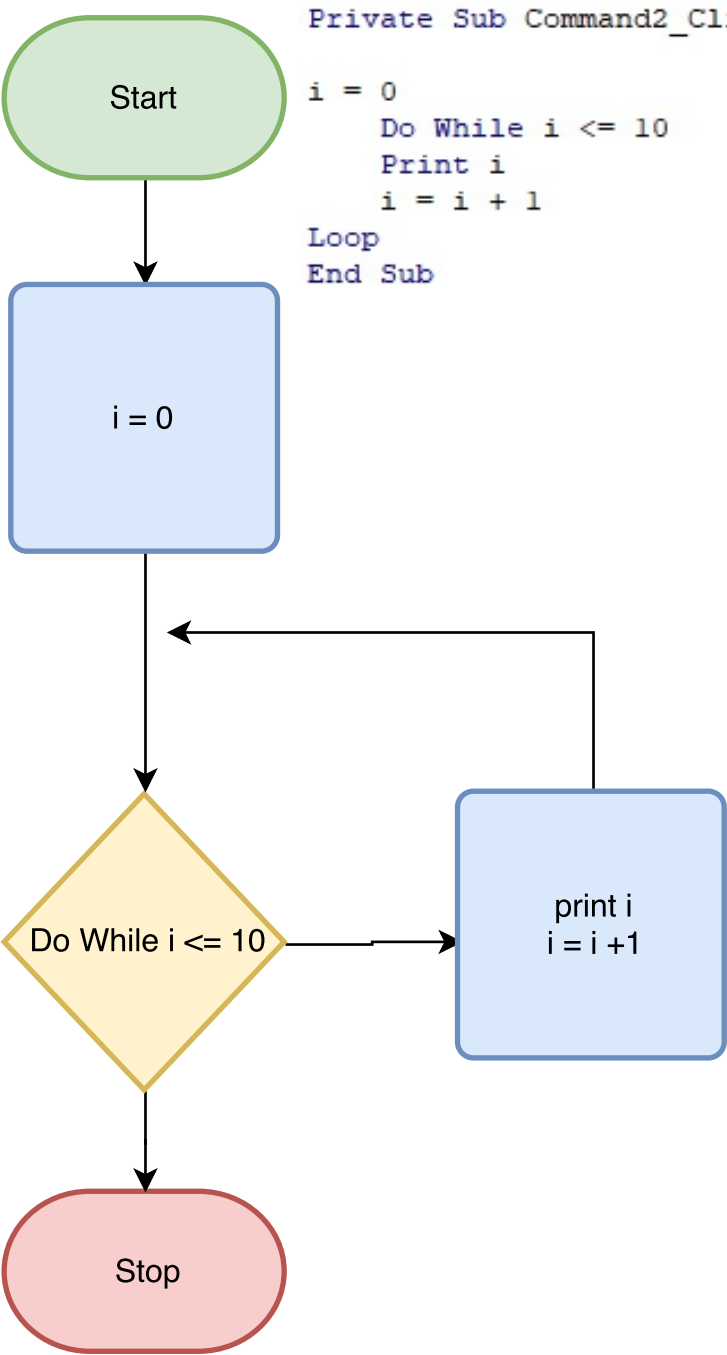 Start
Private Sub
i = 0
Do While i <= 10
Print i
i = i + 1
Loop
End Sub
i = 0
Do While i <= 10
print i
i = i +1
Stop